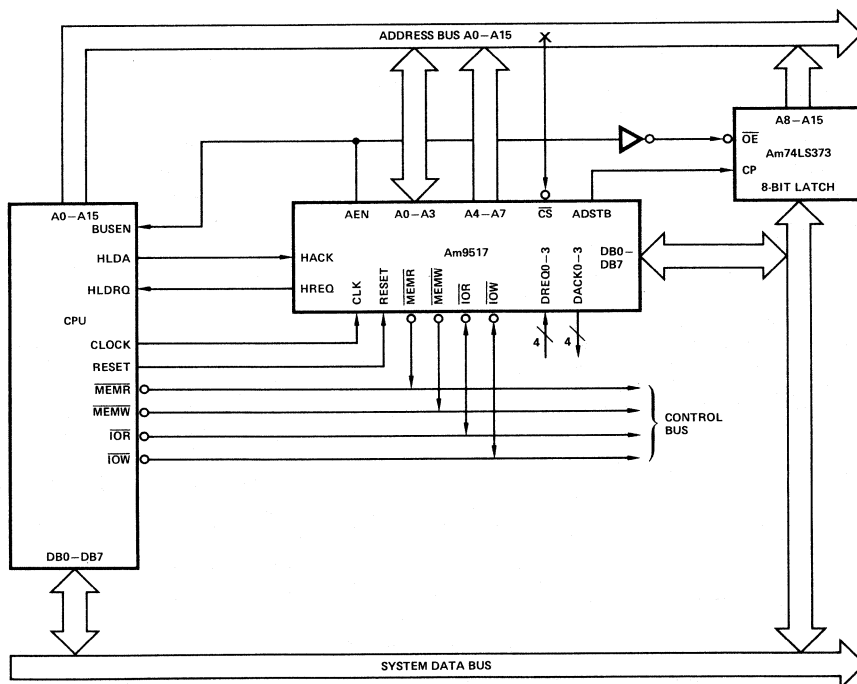 ADDRESS BUS A0–A15
A8–A15
OE
Am74LS373
CP
8-BIT LATCH
A0–A15
BUSEN
AEN
A0–A3
A4–A7
CS
ADSTB
HLDA
HACK
Am9517
DB0–
DB7
HLDRQ
HREQ
CLK
RESET
MEMR
MEMW
IOR
IOW
DREQ0-3
DACK0-3
CPU
4
4
CLOCK
RESET
MEMR
MEMW
IOR
IOW
CONTROL
BUS
DB0–DB7
SYSTEM DATA BUS